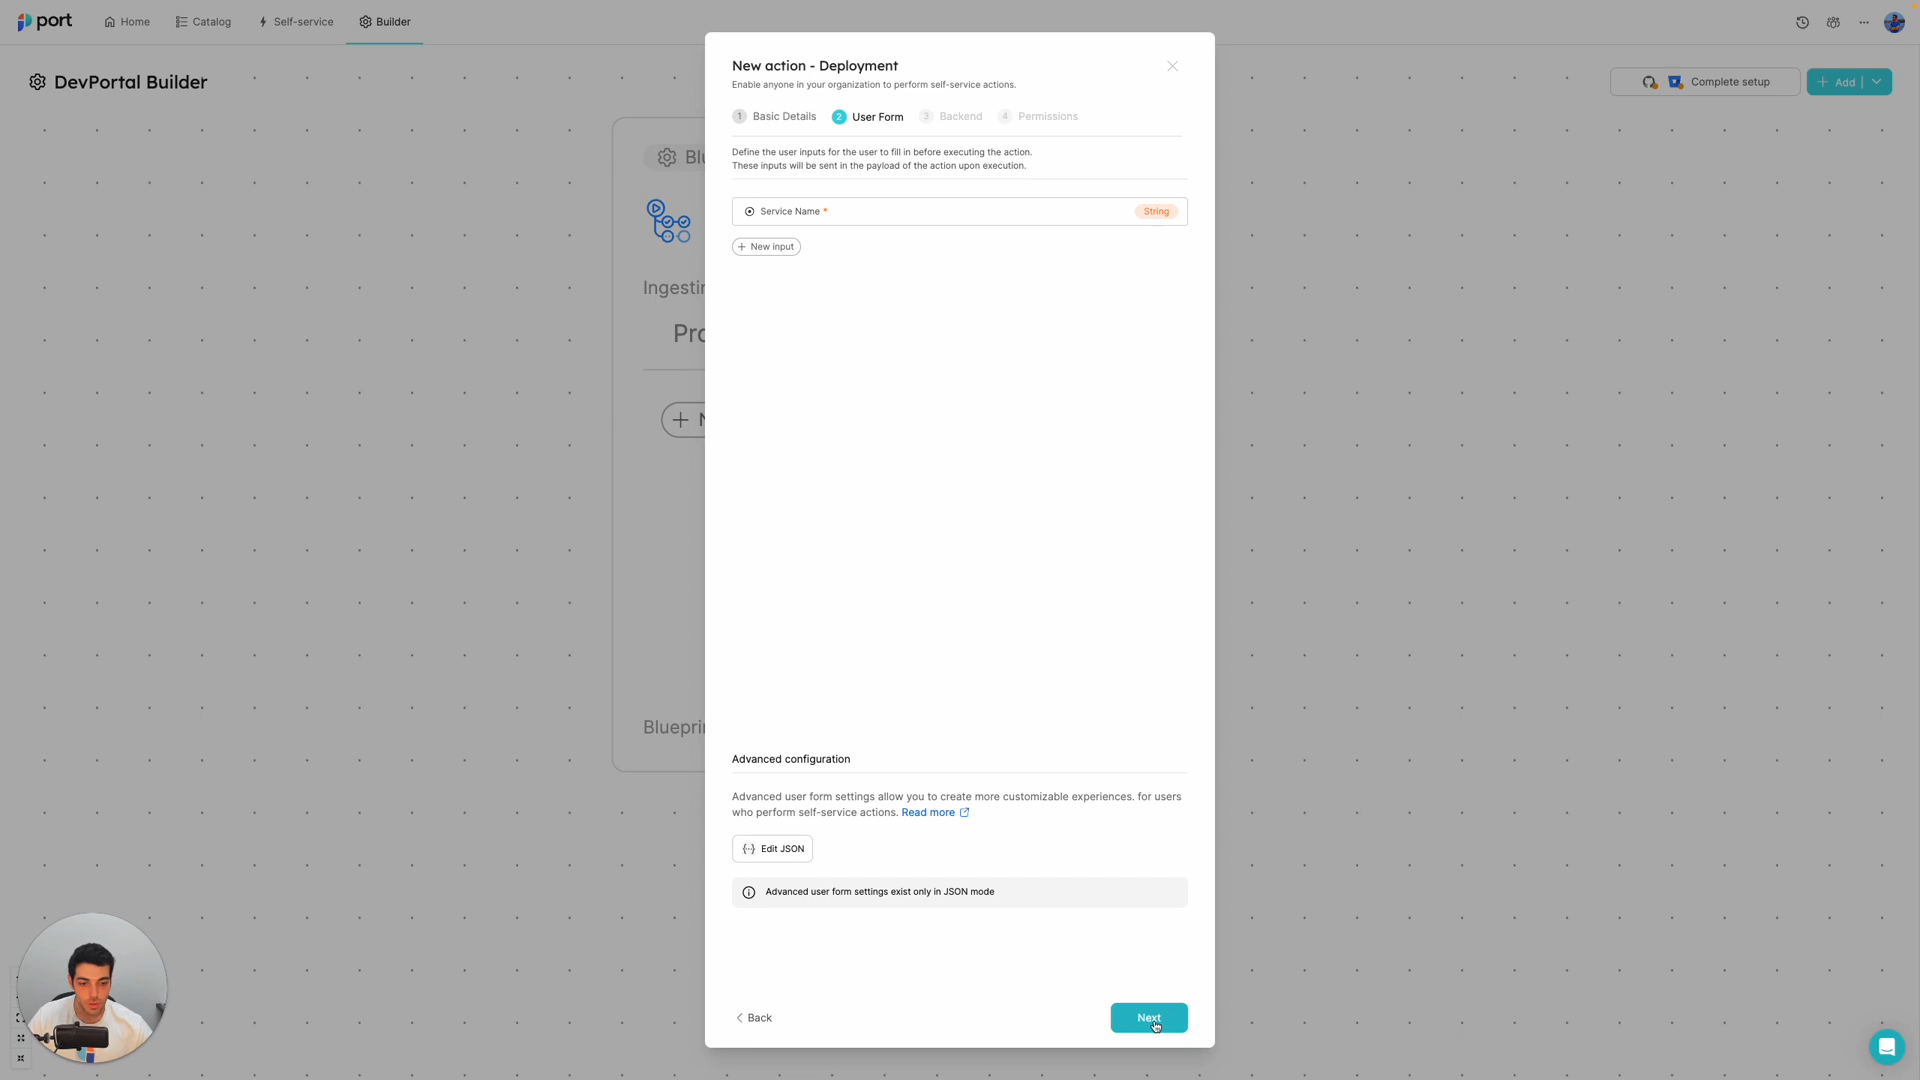 port
Home
Catalog
Self-service
Builder
DevPortal Builder
Complete setup
Add
New action - Deployment
Enable anyone in your organization to perform self-service actions.
1 Basic Details
2 User Form
3 Backend
4 Permissions
Define the user inputs for the user to fill in before executing the action.
These inputs will be sent in the payload of the action upon execution.
Service Name *
String
+ New input
Advanced configuration
Advanced user form settings allow you to create more customizable experiences. for users
who perform self-service actions. Read more
Edit JSON
Advanced user form settings exist only in JSON mode
Back
Next